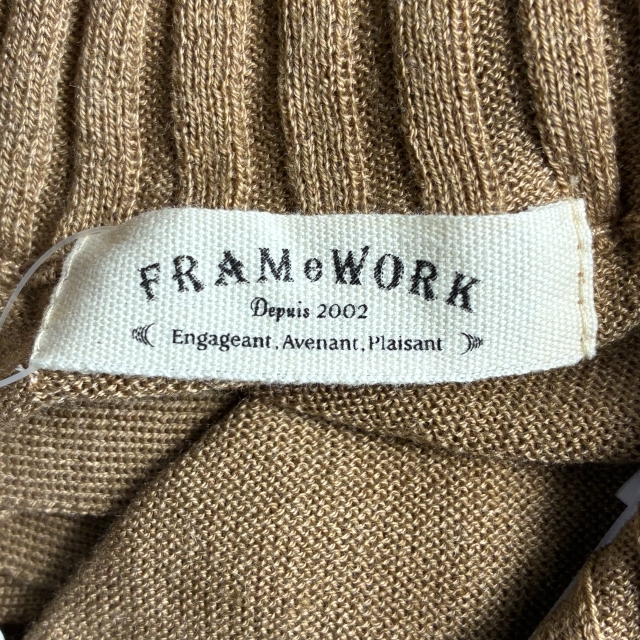 FRAMeWORK
Depuis 2002
Engageant, Avenant, Plaisant